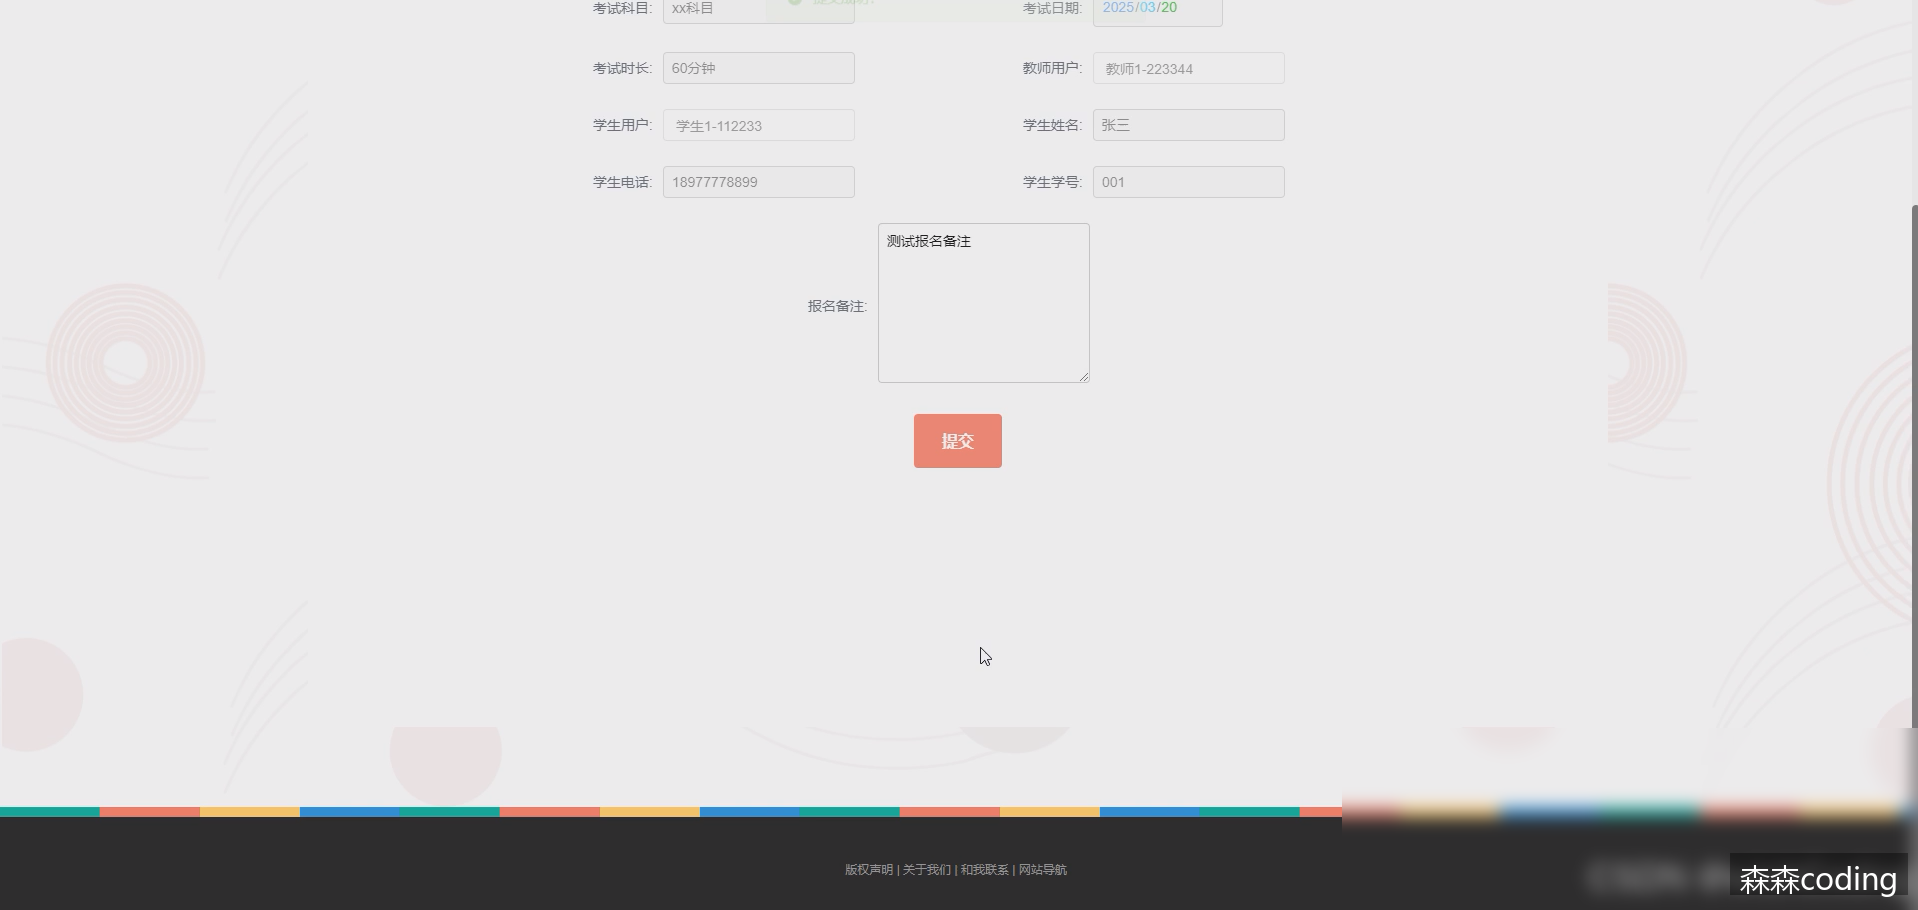 考试科目: xx科目 考试日期: 2025/03/20
考试时长: 60分钟 教师用户: 教师1-223344
学生用户: 学生1-112233 学生姓名: 张三
学生电话: 18977778899 学生学号: 001
报名备注: 测试报名备注
提交
版权声明 | 关于我们 | 和我联系 | 网站导航
森森coding